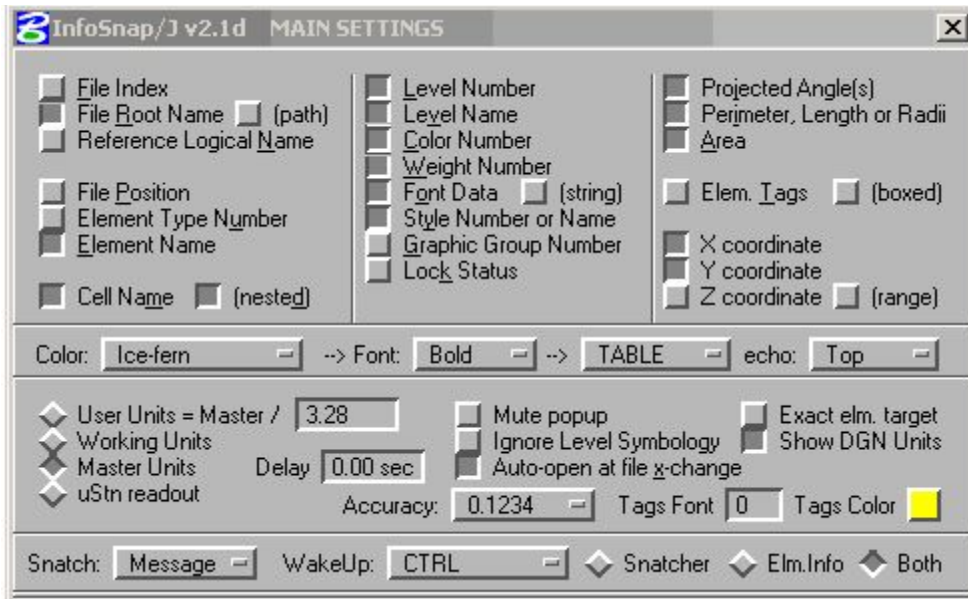 InfoSnap/J v2.1d MAIN SETTINGS
File Index
File Root Name (path)
Reference Logical Name
File Position
Element Type Number
Element Name
Cell Name (nested)
Level Number
Level Name
Color Number
Weight Number
Font Data (string)
Style Number or Name
Graphic Group Number
Lock Status
Projected Angle(s)
Perimeter, Length or Radii
Area
Elem. Tags (boxed)
X coordinate
Y coordinate
Z coordinate (range)
Color: Ice-fern --> Font: Bold --> TABLE echo: Top
User Units = Master / 3.28
Working Units
Master Units Delay 0.00 sec
uStn readout
Mute popup
Ignore Level Symbology
Auto-open at file x-change
Exact elm. target
Show DGN Units
Accuracy: 0.1234 Tags Font 0 Tags Color
Snatch: Message WakeUp: CTRL Snatcher Elm.Info Both